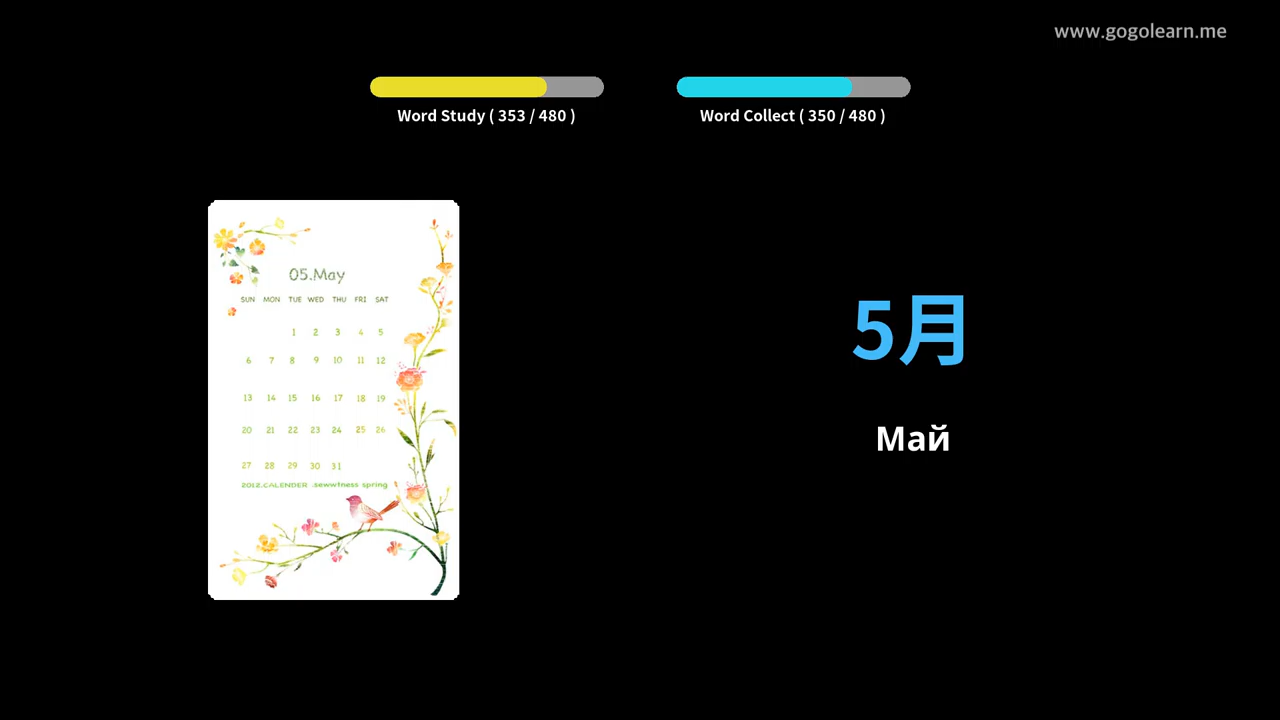 www.gogolearn.me
Word Study ( 353 / 480 )
Word Collect ( 350 / 480 )
05.May
SUN MON TUE WED THU FRI SAT
1 2 3 4 5
6 7 8 9 10 11 12
13 14 15 16 17 18 19
20 21 22 23 24 25 26
27 28 29 30 31
2012.CALENDER .sewwtness spring
5月
Май